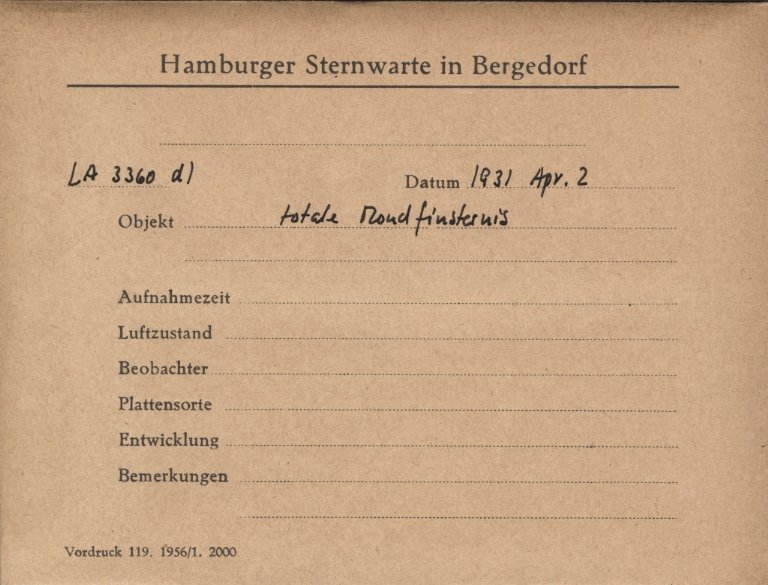 Hamburger Sternwarte in Bergedorf
LA 3360 d1 Datum 1931 Apr. 2
Objekt totale Mondfinsternis
Aufnahmezeit
Luftzustand
Beobachter
Plattensorte
Entwicklung
Bemerkungen
Vordruck 119. 1956/1. 2000